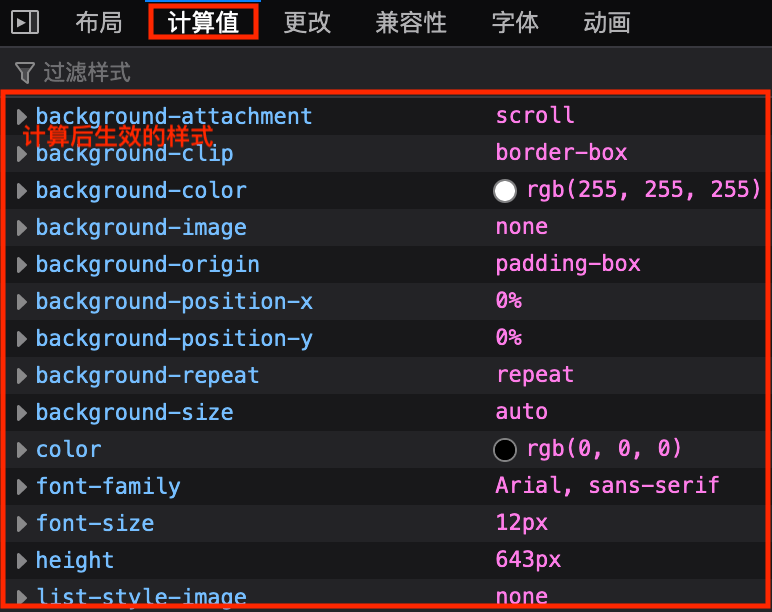 布局 计算值 更改 兼容性 字体 动画
过滤样式
background-attachment scroll
计算后生效的样式
background-clip border-box
background-color rgb(255, 255, 255)
background-image none
background-origin padding-box
background-position-x 0%
background-position-y 0%
background-repeat repeat
background-size auto
color rgb(0, 0, 0)
font-family Arial, sans-serif
font-size 12px
height 643px
list-style-image none